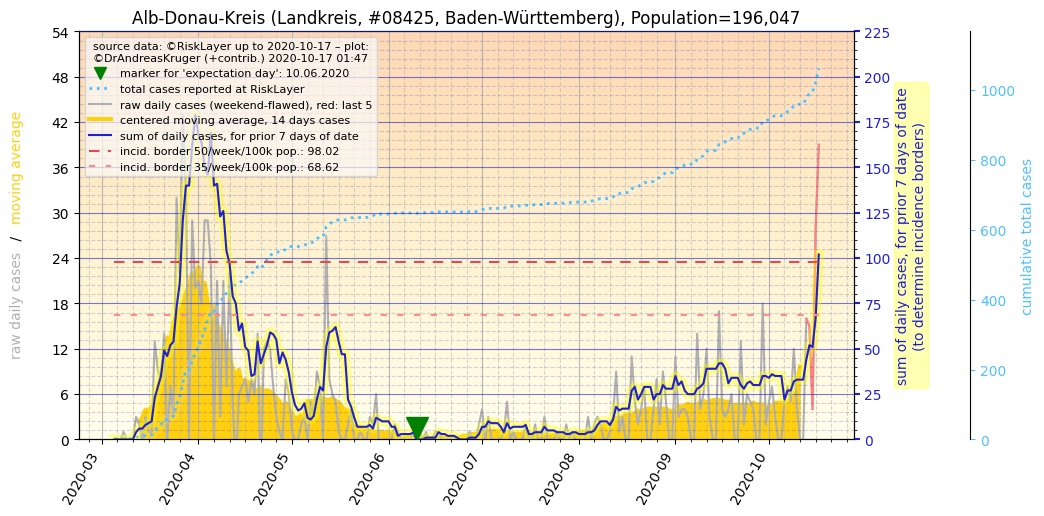 Alb-Donau-Kreis (Landkreis, #08425, Baden-Württemberg), Population=196,047
source data: ©RiskLayer up to 2020-10-17 – plot:
©DrAndreasKruger (+contrib.) 2020-10-17 01:47
marker for 'expectation day': 10.06.2020
total cases reported at RiskLayer
raw daily cases (weekend-flawed), red: last 5
centered moving average, 14 days cases
sum of daily cases, for prior 7 days of date
incid. border 50/week/100k pop.: 98.02
incid. border 35/week/100k pop.: 68.62
raw daily cases / moving average
54
48
42
36
30
24
18
12
6
0
225
200
175
150
125
100
75
50
25
0
sum of daily cases, for prior 7 days of date
(to determine incidence borders)
1000
800
600
400
200
0
cumulative total cases
2020-03
2020-04
2020-05
2020-06
2020-07
2020-08
2020-09
2020-10